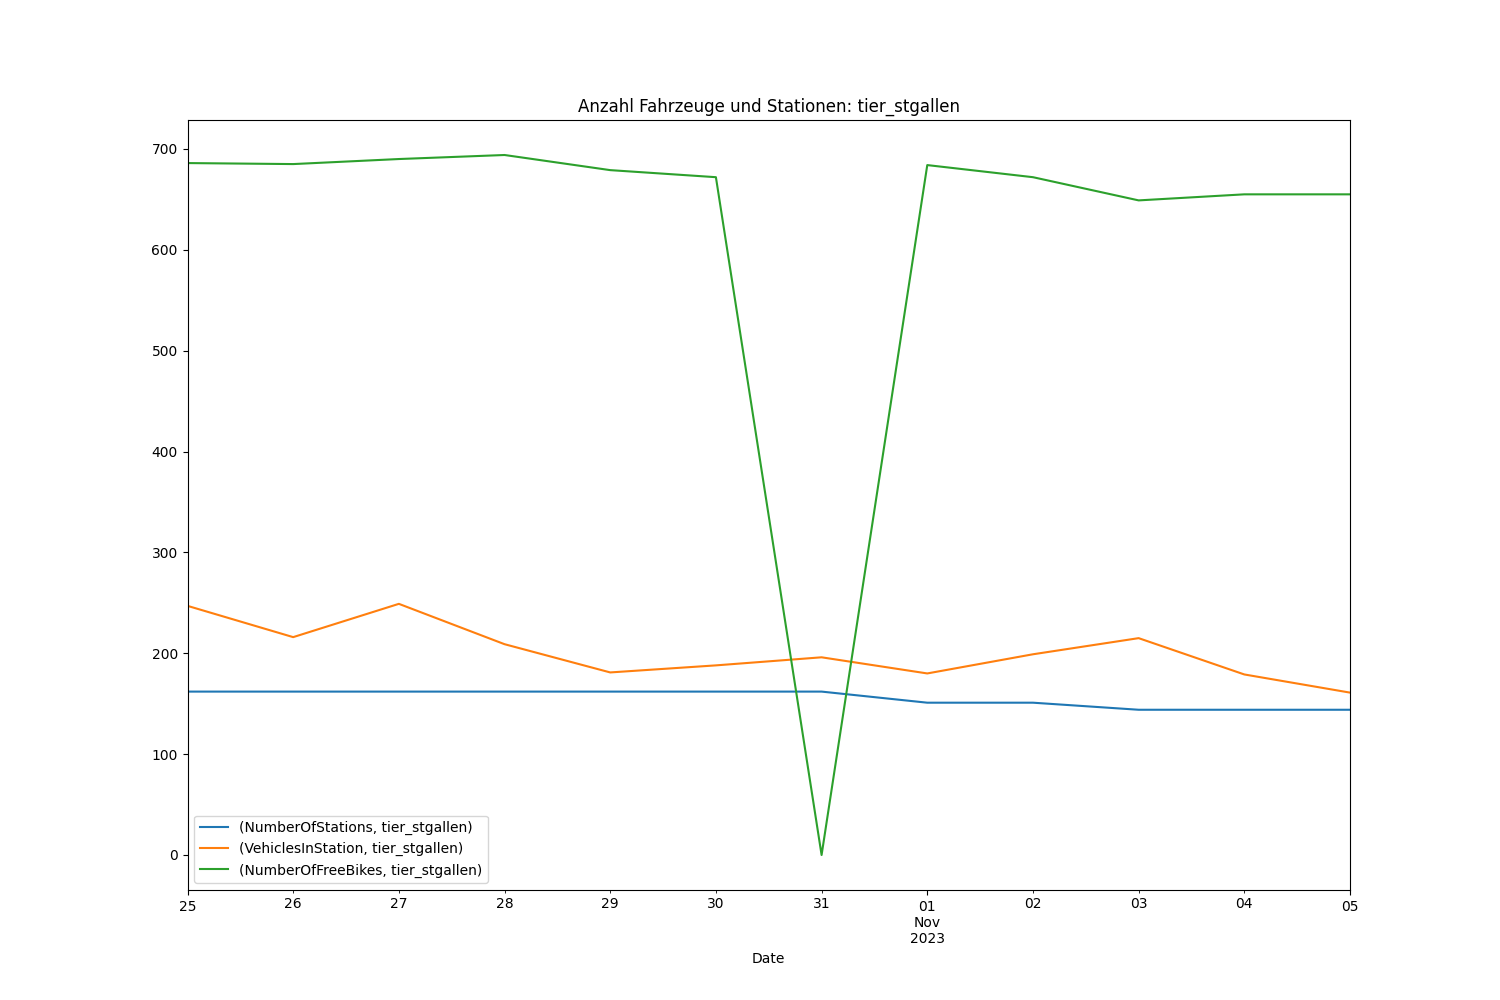 Anzahl Fahrzeuge und Stationen: tier_stgallen
700
600
500
400
300
200
100
0
(NumberOfStations, tier_stgallen)
(VehiclesInStation, tier_stgallen)
(NumberOfFreeBikes, tier_stgallen)
25 26 27 28 29 30 31 01 02 03 04 05
Nov
2023
Date